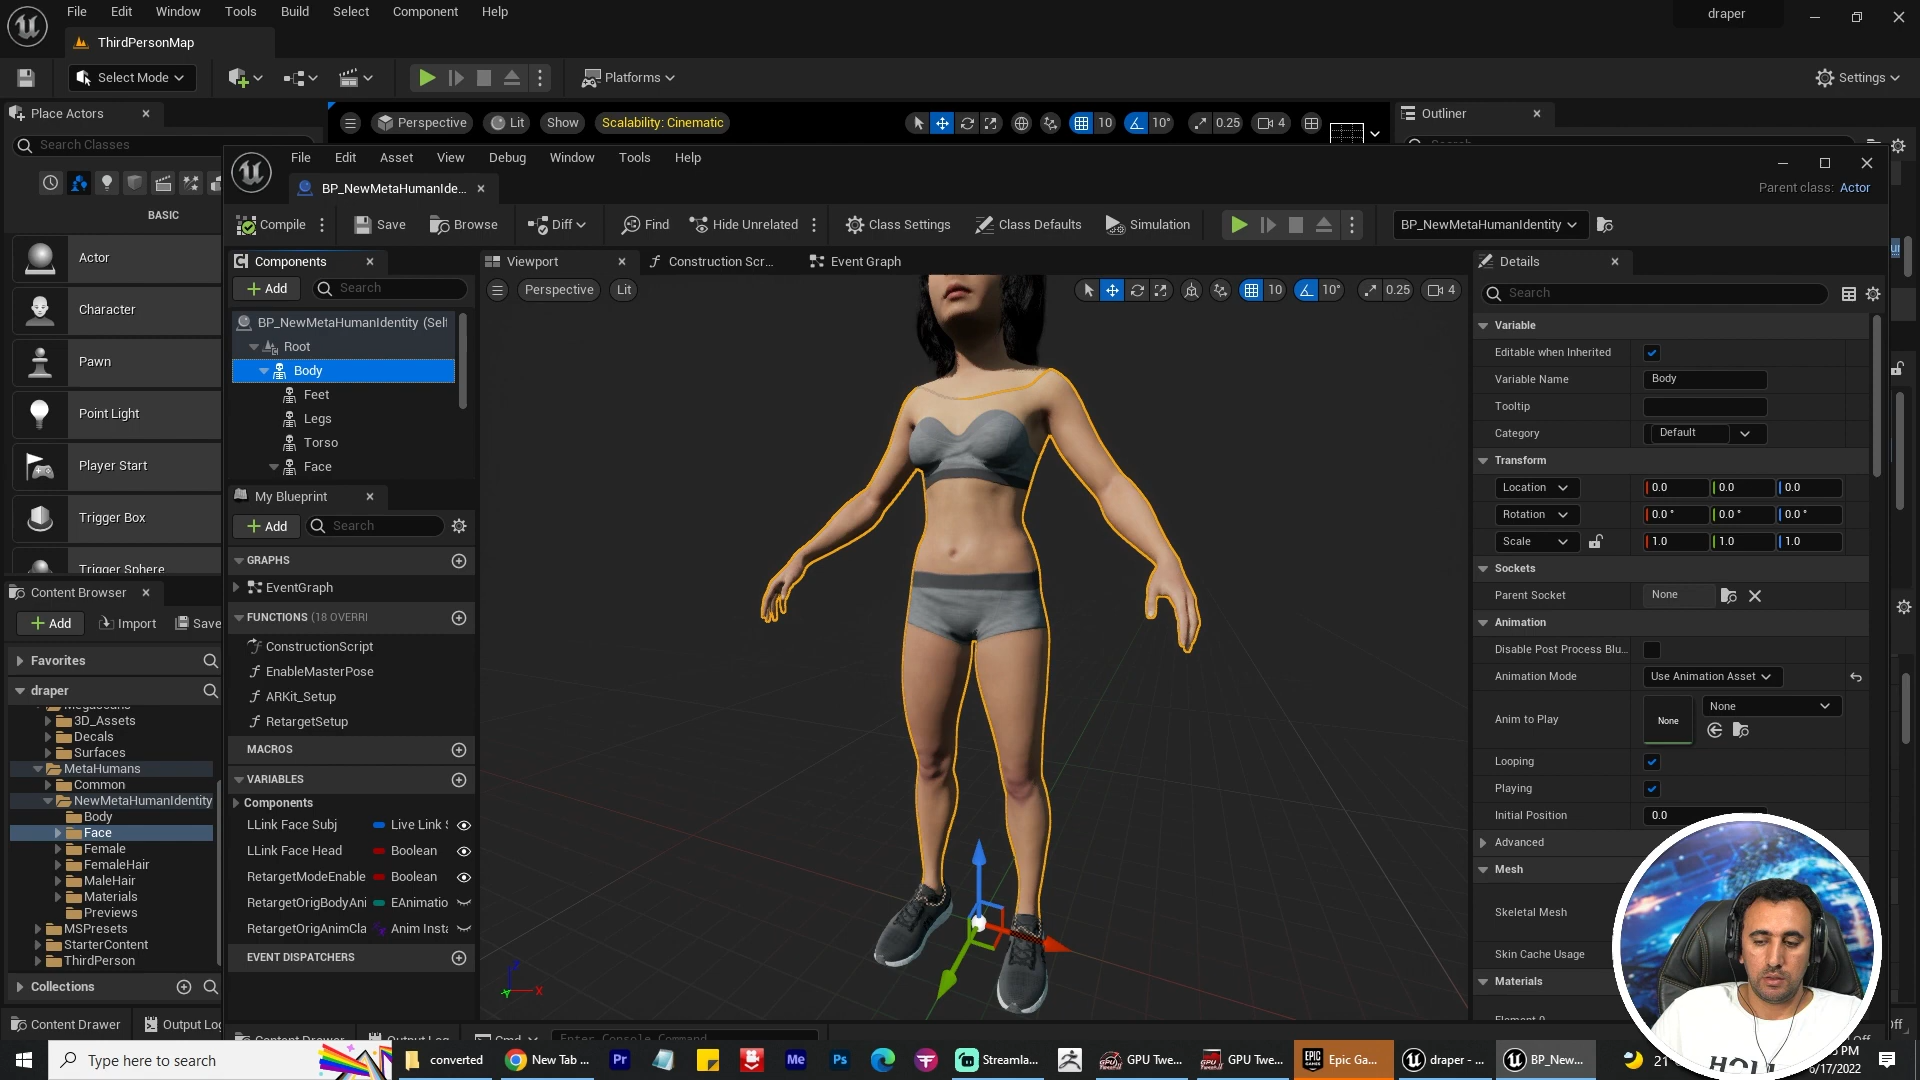 File Edit Window Tools Build Select Component Help
draper
ThirdPersonMap
Select Mode
Platforms
Settings
Place Actors
Perspective Lit Show Scalability: Cinematic 10 10° 0.25 4
Outliner
Search Classes
File Edit Asset View Debug Window Tools Help
BP_NewMetaHumanIde...
Parent class: Actor
BASIC
Compile Save Browse Diff Find Hide Unrelated Class Settings Class Defaults Simulation BP_NewMetaHumanIdentity
Actor
Character
Pawn
Point Light
Player Start
Trigger Box
Trigger Sphere
Components
Add Search
BP_NewMetaHumanIdentity (Self
Root
Body
Feet
Legs
Torso
Face
My Blueprint
Add Search
GRAPHS
EventGraph
FUNCTIONS (18 OVERRI
ConstructionScript
EnableMasterPose
ARKit_Setup
RetargetSetup
MACROS
VARIABLES
Components
LLink Face Subj Live Link S
LLink Face Head Boolean
RetargetModeEnable Boolean
RetargetOrigBodyAni EAnimatio
RetargetOrigAnimCla Anim Insta
EVENT DISPATCHERS
Viewport Construction Scr... Event Graph
Perspective Lit 10 10° 0.25 4
Details
Search
Variable
Editable when Inherited
Variable Name Body
Tooltip
Category Default
Transform
Location 0.0 0.0 0.0
Rotation 0.0 ° 0.0 ° 0.0 °
Scale 1.0 1.0 1.0
Sockets
Parent Socket None
Animation
Disable Post Process Blu...
Animation Mode Use Animation Asset
Anim to Play None None
Looping
Playing
Initial Position 0.0
Advanced
Mesh
Skeletal Mesh
Skin Cache Usage
Materials
Content Browser
Add Import Save
Favorites
draper
Megascans
3D_Assets
Decals
Surfaces
MetaHumans
Common
NewMetaHumanIdentity
Body
Face
Female
FemaleHair
MaleHair
Materials
Previews
MSPresets
StarterContent
ThirdPerson
Collections
Content Drawer Output Log
Cmd Enter Console Command
Type here to search
converted New Tab ... Pr Me Ps Streamla... GPU Twe... GPU Twe... Epic Ga... draper - ... BP_New...
PM
6/17/2022